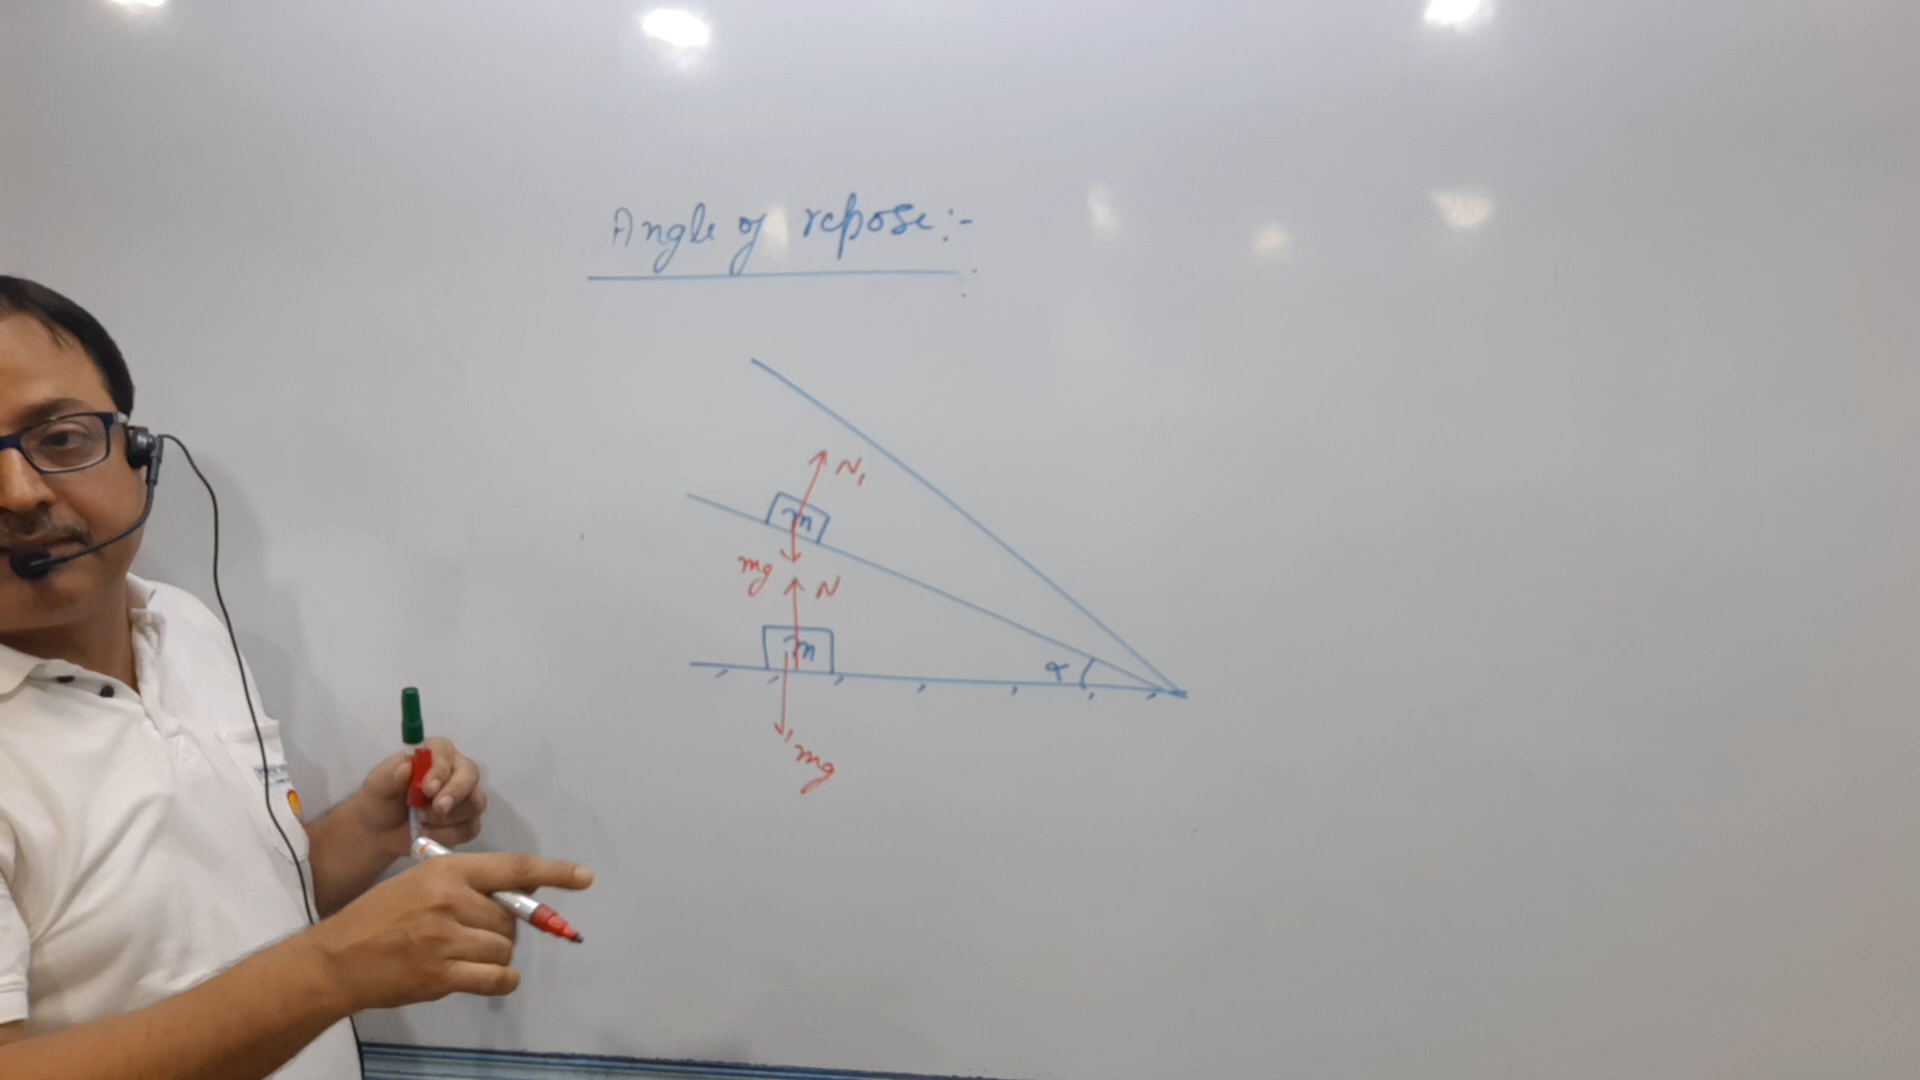 Angle of repose:-
N₁
m
mg
N
m
α
mg